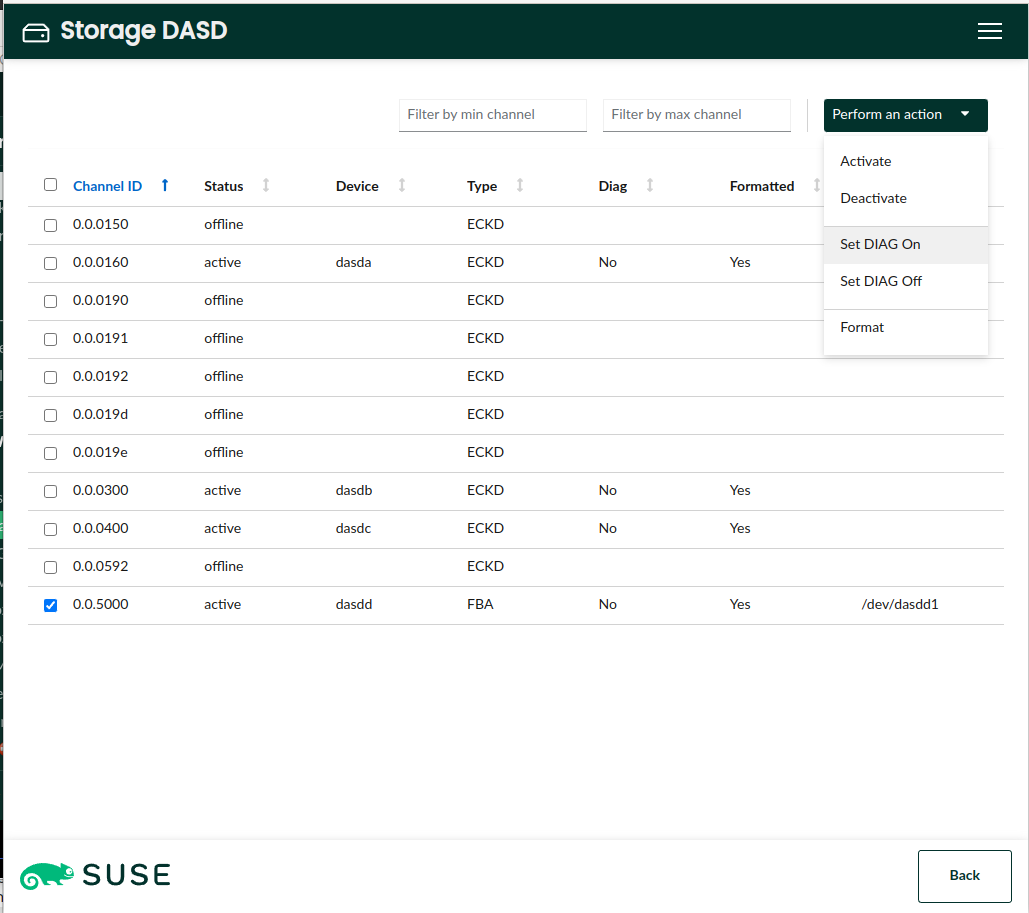 Storage DASD
Filter by min channel Filter by max channel Perform an action
Activate
Deactivate
Set DIAG On
Set DIAG Off
Format
Channel ID Status Device Type Diag Formatted
0.0.0150 offline ECKD
0.0.0160 active dasda ECKD No Yes
0.0.0190 offline ECKD
0.0.0191 offline ECKD
0.0.0192 offline ECKD
0.0.019d offline ECKD
0.0.019e offline ECKD
0.0.0300 active dasdb ECKD No Yes
0.0.0400 active dasdc ECKD No Yes
0.0.0592 offline ECKD
0.0.5000 active dasdd FBA No Yes /dev/dasdd1
SUSE
Back